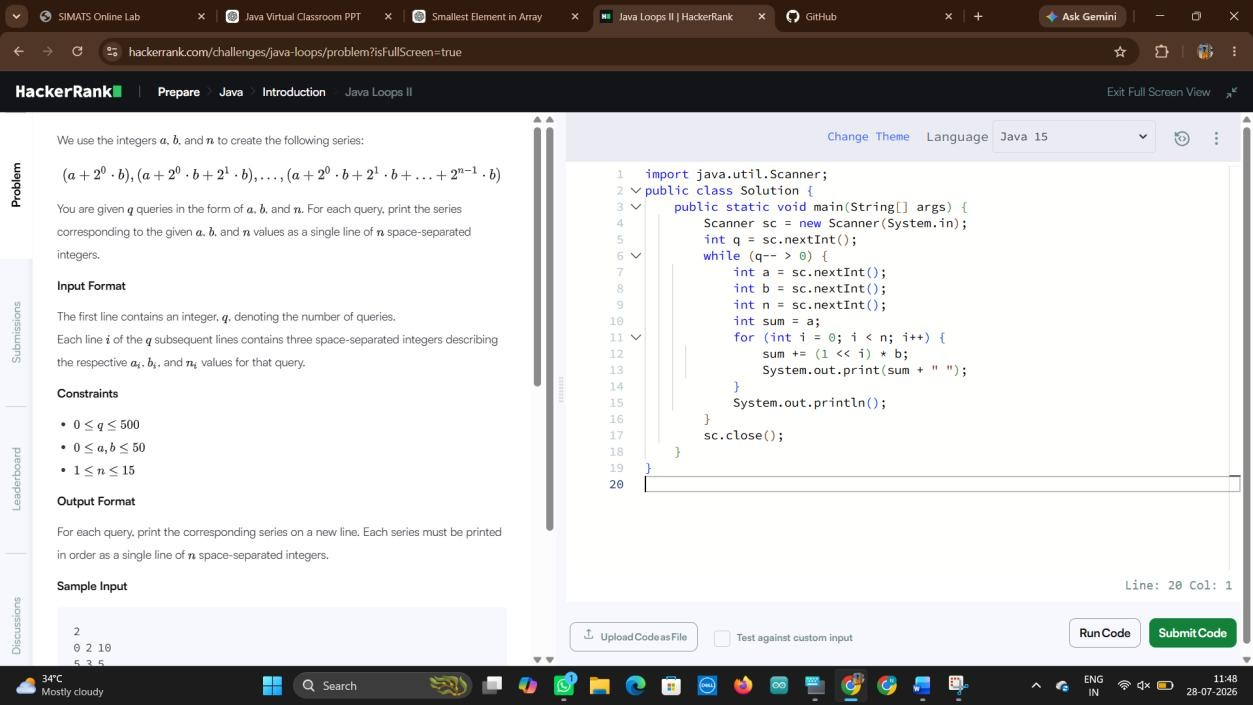 SIMATS Online Lab
Java Virtual Classroom PPT
Smallest Element in Array
Java Loops II | HackerRank
GitHub
Ask Gemini
hackerrank.com/challenges/java-loops/problem?isFullScreen=true
HackerRank
Prepare
Java
Introduction
Java Loops II
Exit Full Screen View
Problem
Submissions
Leaderboard
Discussions
We use the integers a, b, and n to create the following series:
(a + 2⁰ · b), (a + 2⁰ · b + 2¹ · b), . . . , (a + 2⁰ · b + 2¹ · b + . . . + 2ⁿ⁻¹ · b)
You are given q queries in the form of a, b, and n. For each query, print the series
corresponding to the given a, b, and n values as a single line of n space-separated
integers.
Input Format
The first line contains an integer, q, denoting the number of queries.
Each line i of the q subsequent lines contains three space-separated integers describing
the respective aᵢ, bᵢ, and nᵢ values for that query.
Constraints
• 0 ≤ q ≤ 500
• 0 ≤ a, b ≤ 50
• 1 ≤ n ≤ 15
Output Format
For each query, print the corresponding series on a new line. Each series must be printed
in order as a single line of n space-separated integers.
Sample Input
2
0 2 10
5 3 5
Change Theme
Language
Java 15
1 import java.util.Scanner;
2 public class Solution {
3 public static void main(String[] args) {
4 Scanner sc = new Scanner(System.in);
5 int q = sc.nextInt();
6 while (q-- > 0) {
7 int a = sc.nextInt();
8 int b = sc.nextInt();
9 int n = sc.nextInt();
10 int sum = a;
11 for (int i = 0; i < n; i++) {
12 sum += (1 << i) * b;
13 System.out.print(sum + " ");
14 }
15 System.out.println();
16 }
17 sc.close();
18 }
19 }
20
Line: 20 Col: 1
Upload Code as File
Test against custom input
Run Code
Submit Code
34°C
Mostly cloudy
Search
1
DELL
ENG
IN
11:48
28-07-2026